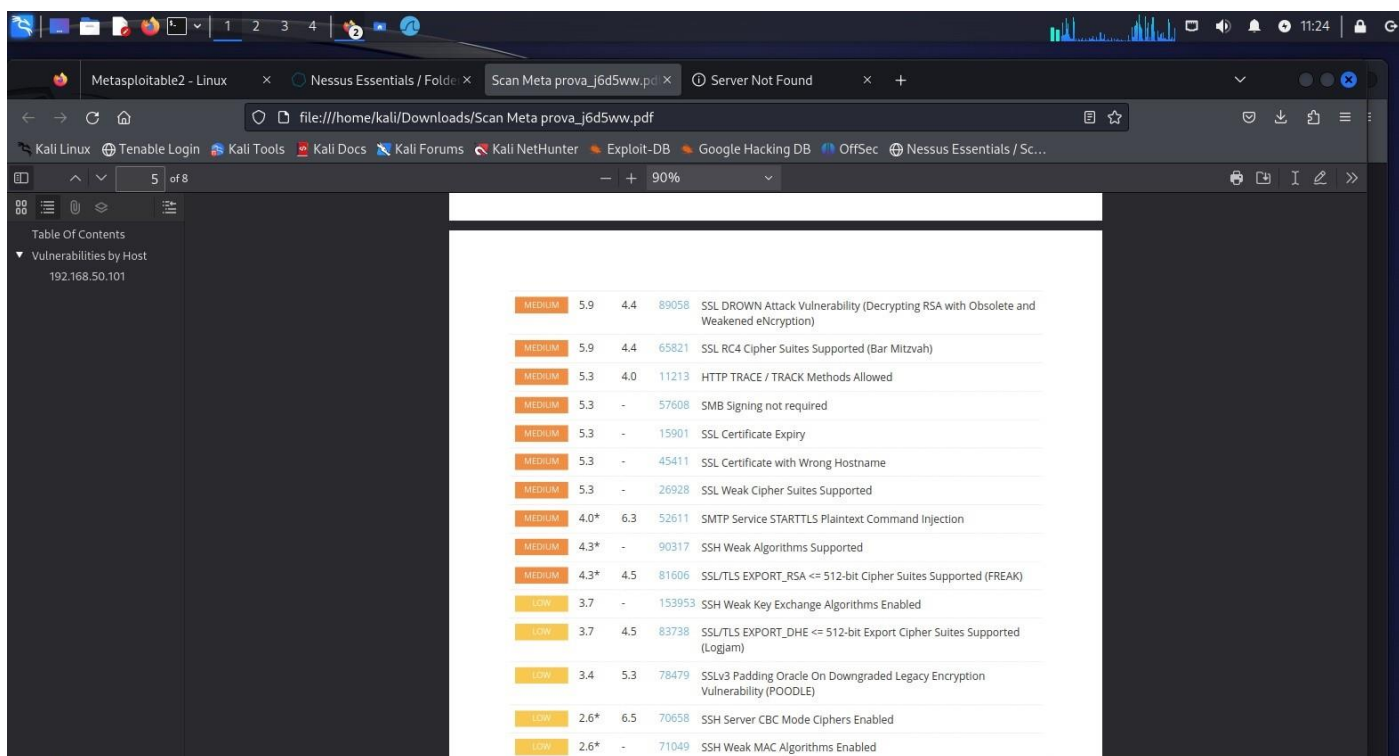 1 2 3 4 2 11:24
Metasploitable2 - Linux Nessus Essentials / Folde Scan Meta prova_j6d5ww.pd Server Not Found
file:///home/kali/Downloads/Scan Meta prova_j6d5ww.pdf
Kali Linux Tenable Login Kali Tools Kali Docs Kali Forums Kali NetHunter Exploit-DB Google Hacking DB OffSec Nessus Essentials / Sc...
5 of 8 90%
Table Of Contents
Vulnerabilities by Host
192.168.50.101
MEDIUM 5.9 4.4 89058 SSL DROWN Attack Vulnerability (Decrypting RSA with Obsolete and
Weakened eNcryption)
MEDIUM 5.9 4.4 65821 SSL RC4 Cipher Suites Supported (Bar Mitzvah)
MEDIUM 5.3 4.0 11213 HTTP TRACE / TRACK Methods Allowed
MEDIUM 5.3 - 57608 SMB Signing not required
MEDIUM 5.3 - 15901 SSL Certificate Expiry
MEDIUM 5.3 - 45411 SSL Certificate with Wrong Hostname
MEDIUM 5.3 - 26928 SSL Weak Cipher Suites Supported
MEDIUM 4.0* 6.3 52611 SMTP Service STARTTLS Plaintext Command Injection
MEDIUM 4.3* - 90317 SSH Weak Algorithms Supported
MEDIUM 4.3* 4.5 81606 SSL/TLS EXPORT_RSA <= 512-bit Cipher Suites Supported (FREAK)
LOW 3.7 - 153953 SSH Weak Key Exchange Algorithms Enabled
LOW 3.7 4.5 83738 SSL/TLS EXPORT_DHE <= 512-bit Export Cipher Suites Supported
(Logjam)
LOW 3.4 5.3 78479 SSLv3 Padding Oracle On Downgraded Legacy Encryption
Vulnerability (POODLE)
LOW 2.6* 6.5 70658 SSH Server CBC Mode Ciphers Enabled
LOW 2.6* - 71049 SSH Weak MAC Algorithms Enabled